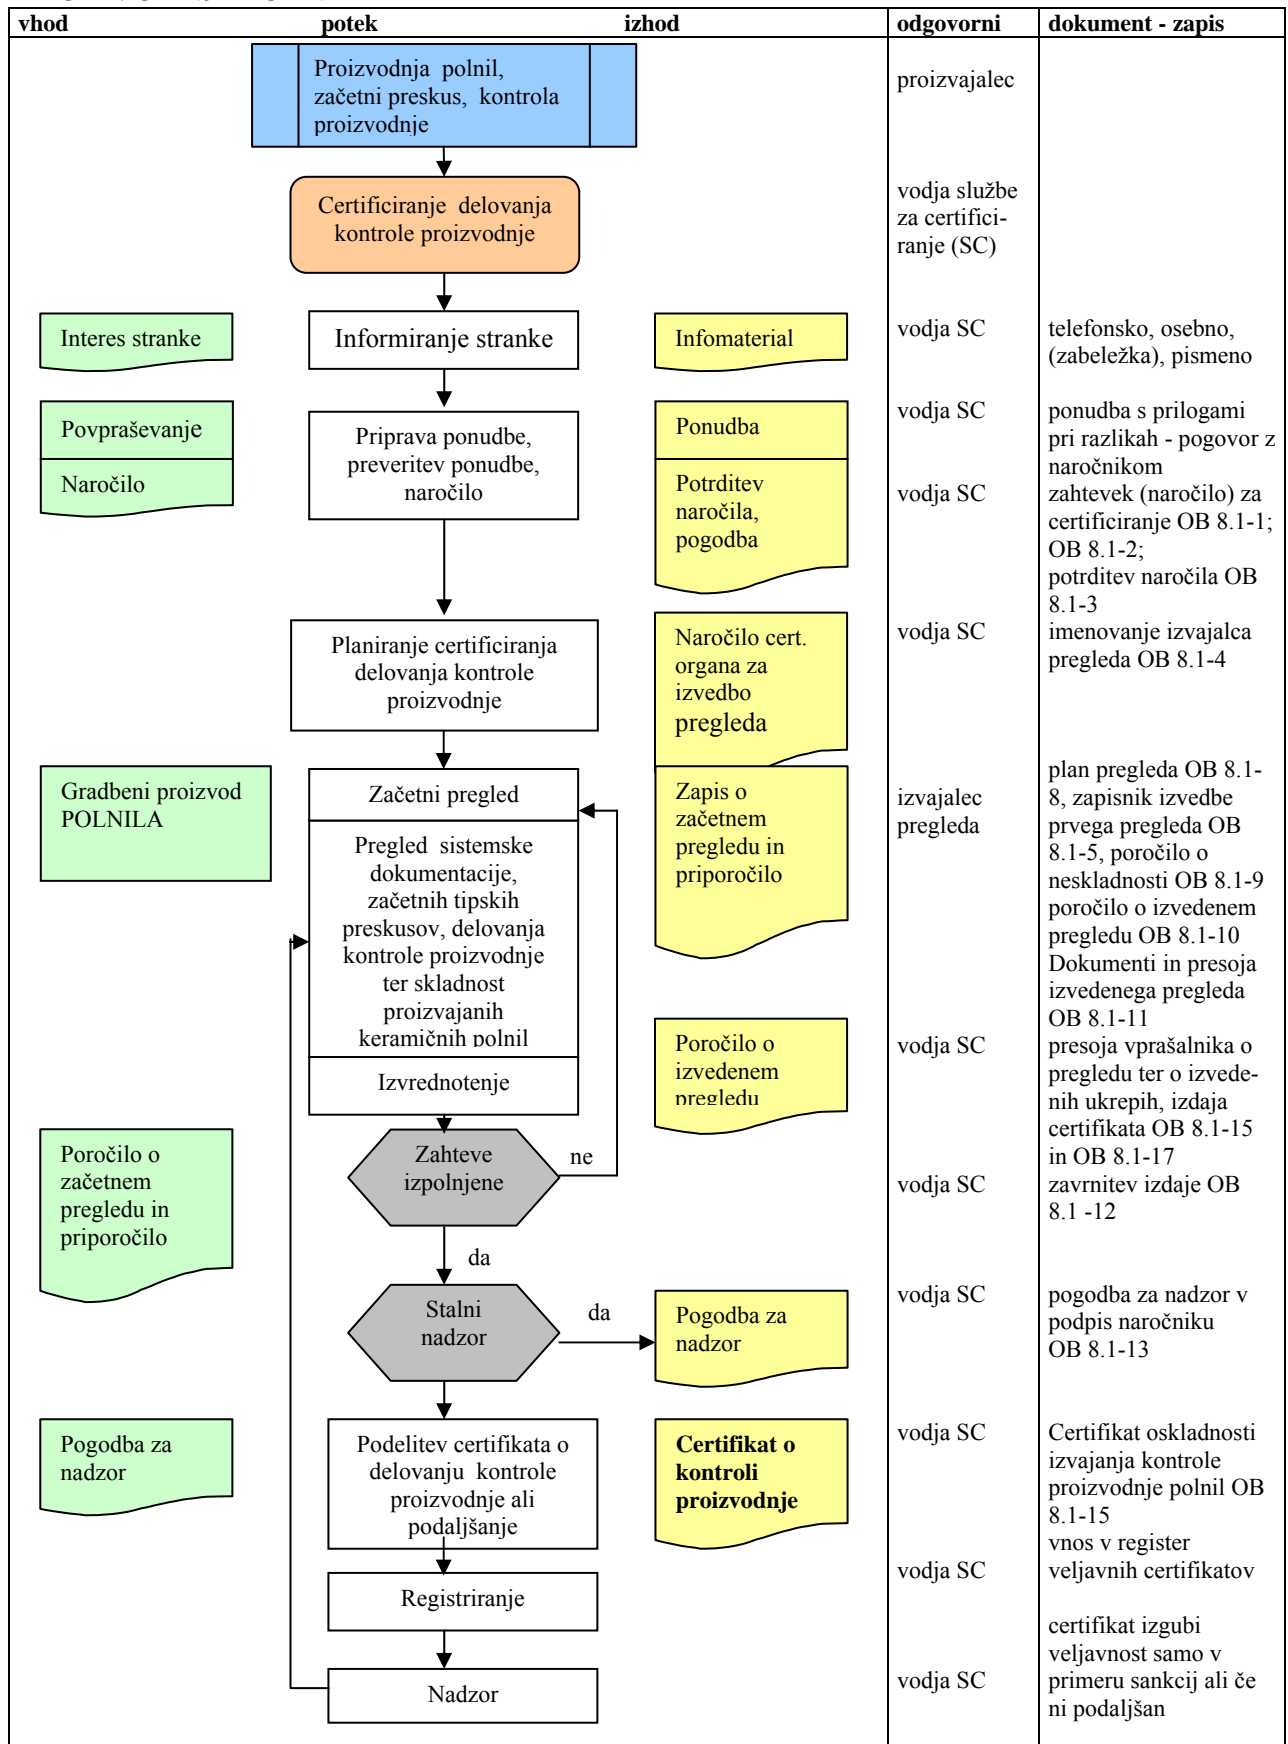 vhod potek izhod odgovorni dokument - zapis
Proizvodnja polnil,
začetni preskus, kontrola
proizvodnje
proizvajalec
Certificiranje delovanja
kontrole proizvodnje
vodja službe
za certifici-
ranje (SC)
Interes stranke
Informiranje stranke
Infomaterial
vodja SC
telefonsko, osebno,
(zabeležka), pismeno
Povpraševanje
Naročilo
Priprava ponudbe,
preveritev ponudbe,
naročilo
Ponudba
Potrditev
naročila,
pogodba
vodja SC
vodja SC
ponudba s prilogami
pri razlikah - pogovor z
naročnikom
zahtevek (naročilo) za
certificiranje OB 8.1-1;
OB 8.1-2;
potrditev naročila OB
8.1-3
Planiranje certificiranja
delovanja kontrole
proizvodnje
Naročilo cert.
organa za
izvedbo
pregleda
vodja SC
imenovanje izvajalca
pregleda OB 8.1-4
Gradbeni proizvod
POLNILA
Začetni pregled
Pregled sistemske
dokumentacije,
začetnih tipskih
preskusov, delovanja
kontrole proizvodnje
ter skladnost
proizvajanih
keramičnih polnil
Izvrednotenje
Zapis o
začetnem
pregledu in
priporočilo
izvajalec
pregleda
plan pregleda OB 8.1-
8, zapisnik izvedbe
prvega pregleda OB
8.1-5, poročilo o
neskladnosti OB 8.1-9
poročilo o izvedenem
pregledu OB 8.1-10
Dokumenti in presoja
izvedenega pregleda
OB 8.1-11
Poročilo o
izvedenem
pregledu
vodja SC
presoja vprašalnika o
pregledu ter o izvede-
nih ukrepih, izdaja
certifikata OB 8.1-15
in OB 8.1-17
Poročilo o
začetnem
pregledu in
priporočilo
Zahteve
izpolnjene
ne
da
vodja SC
zavrnitev izdaje OB
8.1 -12
Stalni
nadzor
da
Pogodba za
nadzor
vodja SC
pogodba za nadzor v
podpis naročniku
OB 8.1-13
Pogodba za
nadzor
Podelitev certifikata o
delovanju kontrole
proizvodnje ali
podaljšanje
Certifikat o
kontroli
proizvodnje
vodja SC
Certifikat oskladnosti
izvajanja kontrole
proizvodnje polnil OB
8.1-15
Registriranje
vodja SC
vnos v register
veljavnih certifikatov
Nadzor
vodja SC
certifikat izgubi
veljavnost samo v
primeru sankcij ali če
ni podaljšan